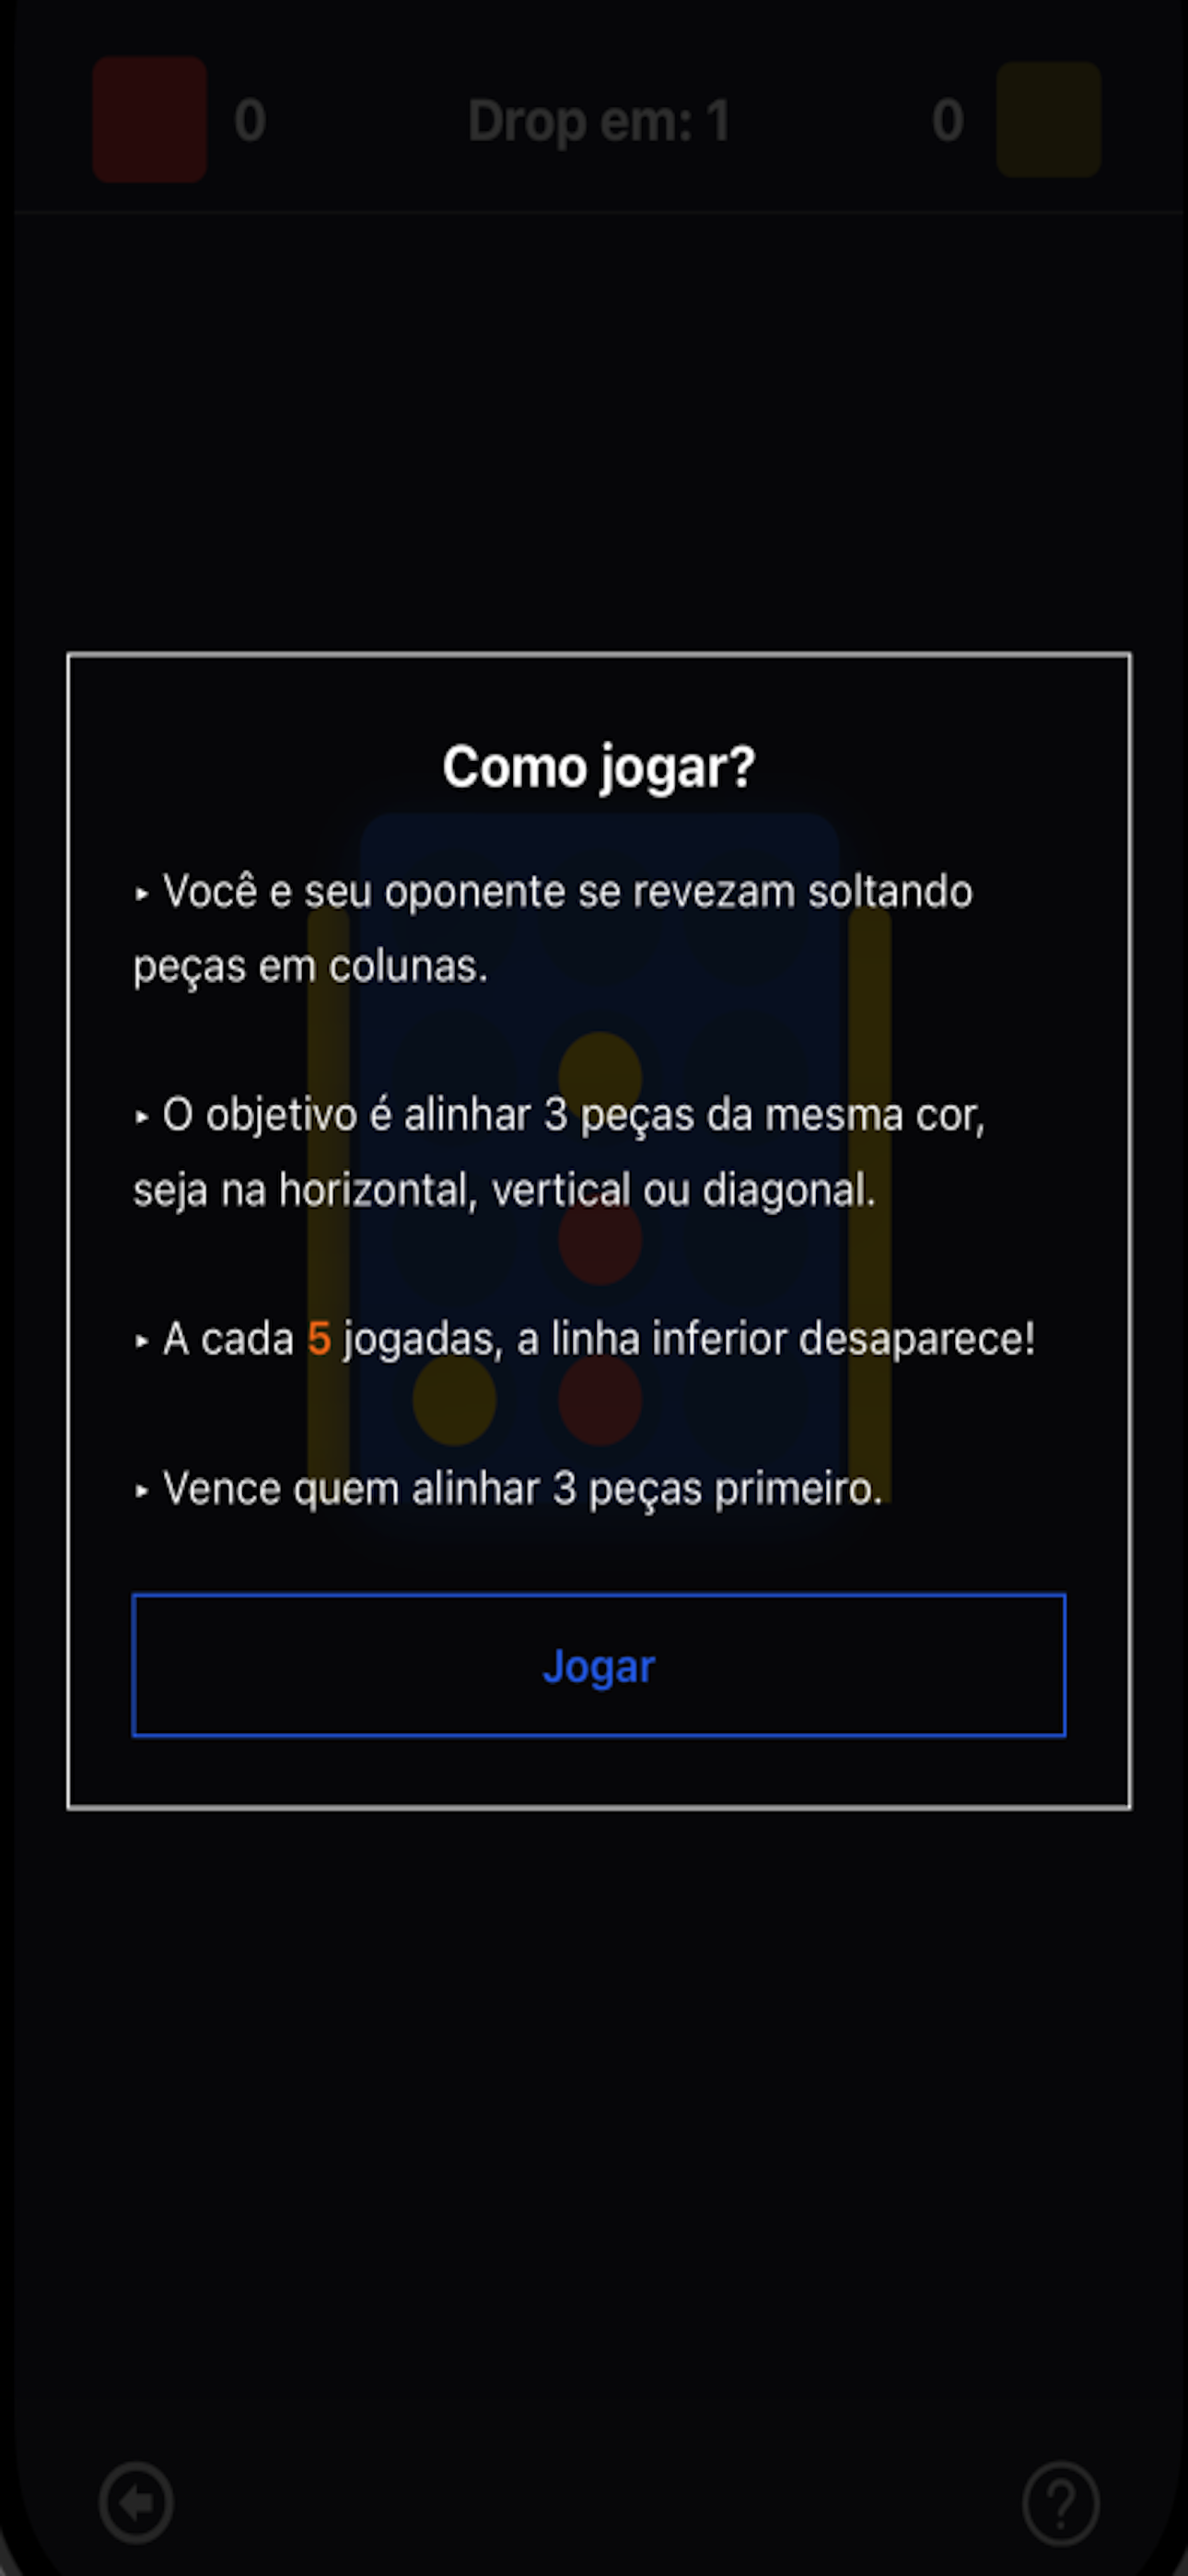 0 Drop em: 1 0
Como jogar?
▸ Você e seu oponente se revezam soltando
peças em colunas.
▸ O objetivo é alinhar 3 peças da mesma cor,
seja na horizontal, vertical ou diagonal.
▸ A cada 5 jogadas, a linha inferior desaparece!
▸ Vence quem alinhar 3 peças primeiro.
Jogar
?